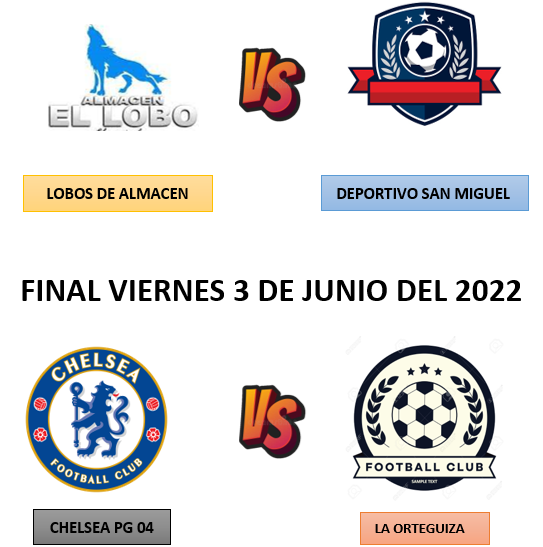 VS
ALMACEN
EL LOBO
LOBOS DE ALMACEN
DEPORTIVO SAN MIGUEL
FINAL VIERNES 3 DE JUNIO DEL 2022
CHELSEA
FOOTBALL CLUB
VS
FOOTBALL CLUB
SAMPLE TEXT
CHELSEA PG 04
LA ORTEGUIZA